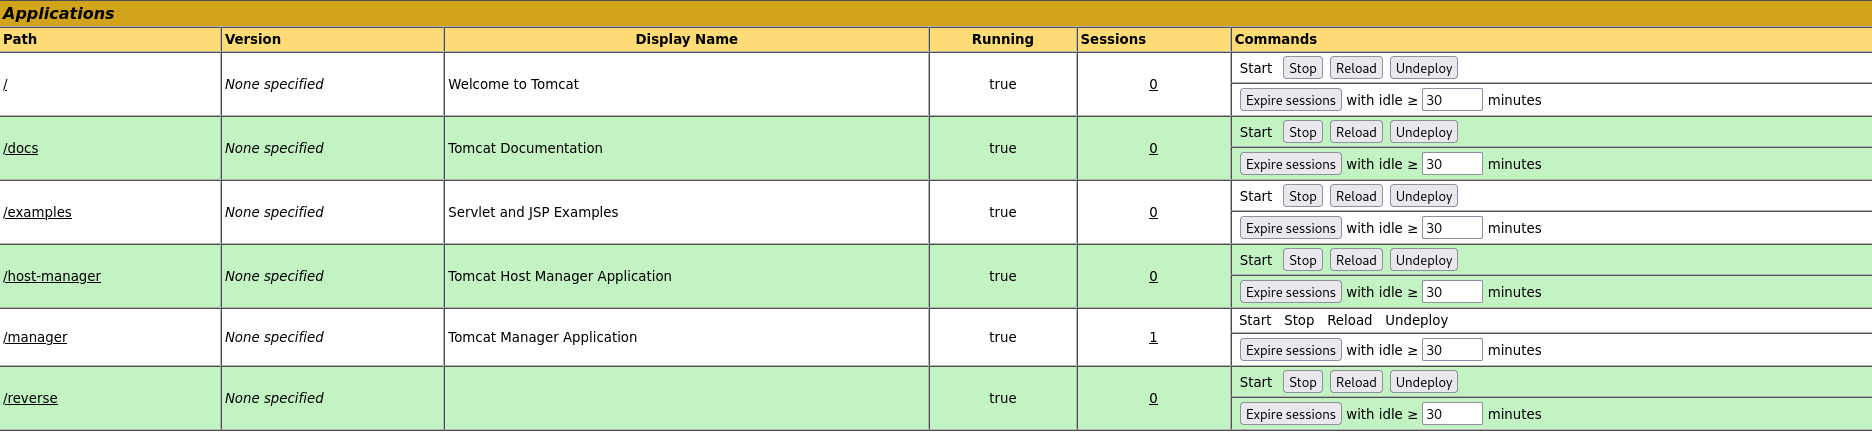 Applications
Path Version Display Name Running Sessions Commands
/ None specified Welcome to Tomcat true 0 Start Stop Reload Undeploy
Expire sessions with idle ≥ 30 minutes
/docs None specified Tomcat Documentation true 0 Start Stop Reload Undeploy
Expire sessions with idle ≥ 30 minutes
/examples None specified Servlet and JSP Examples true 0 Start Stop Reload Undeploy
Expire sessions with idle ≥ 30 minutes
/host-manager None specified Tomcat Host Manager Application true 0 Start Stop Reload Undeploy
Expire sessions with idle ≥ 30 minutes
/manager None specified Tomcat Manager Application true 1 Start Stop Reload Undeploy
Expire sessions with idle ≥ 30 minutes
/reverse None specified true 0 Start Stop Reload Undeploy
Expire sessions with idle ≥ 30 minutes